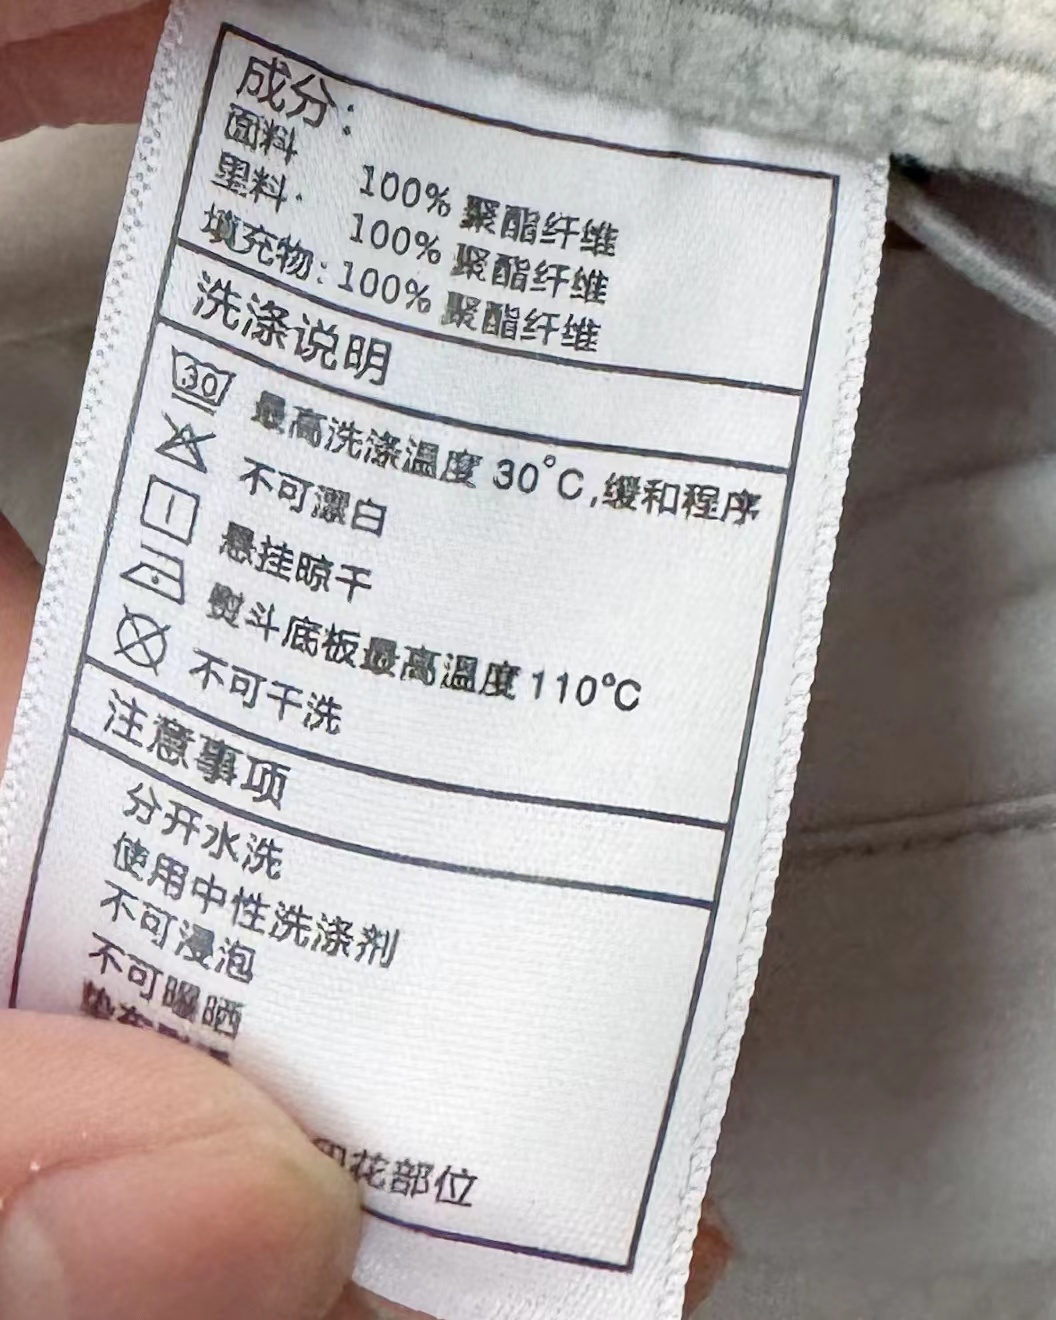 成分：
面料 100% 聚酯纤维
里料： 100% 聚酯纤维
填充物：100% 聚酯纤维
洗涤说明
30 最高洗涤温度 30°C,缓和程序
不可漂白
悬挂晾干
熨斗底板最高温度 110°C
不可干洗
注意事项
分开水洗
使用中性洗涤剂
不可浸泡
不可曝晒
花部位